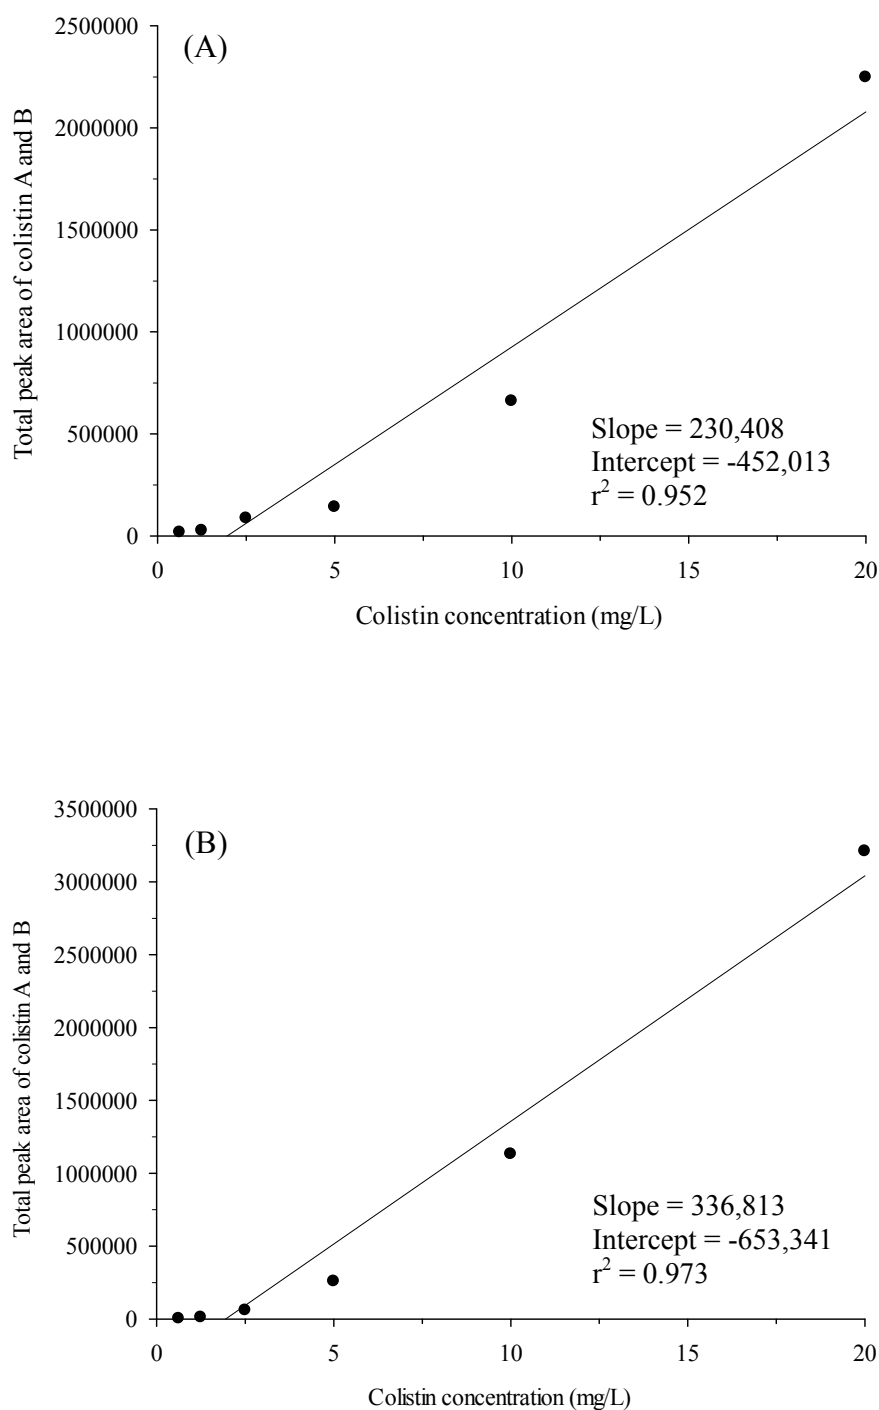 (A)
Total peak area of colistin A and B
2500000
2000000
1500000
1000000
500000
0
Slope = 230,408
Intercept = -452,013
r² = 0.952
0 5 10 15 20
Colistin concentration (mg/L)
(B)
Total peak area of colistin A and B
3500000
3000000
2500000
2000000
1500000
1000000
500000
0
Slope = 336,813
Intercept = -653,341
r² = 0.973
0 5 10 15 20
Colistin concentration (mg/L)